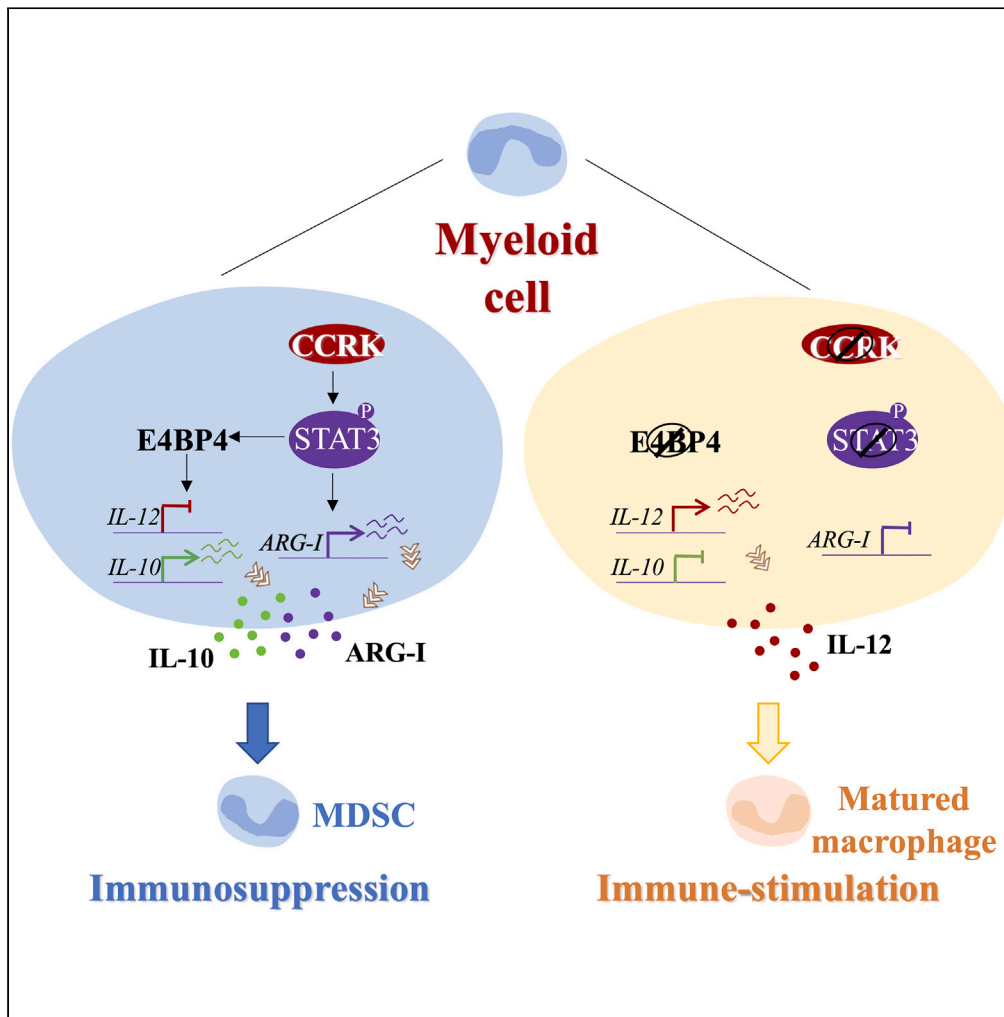 Myeloid
cell
CCRK
P
STAT3
E4BP4
IL-12
IL-10
ARG-I
IL-10
ARG-I
MDSC
Immunosuppression
CCRK
P
STAT3
E4BP4
IL-12
IL-10
ARG-I
IL-12
Matured
macrophage
Immune-stimulation